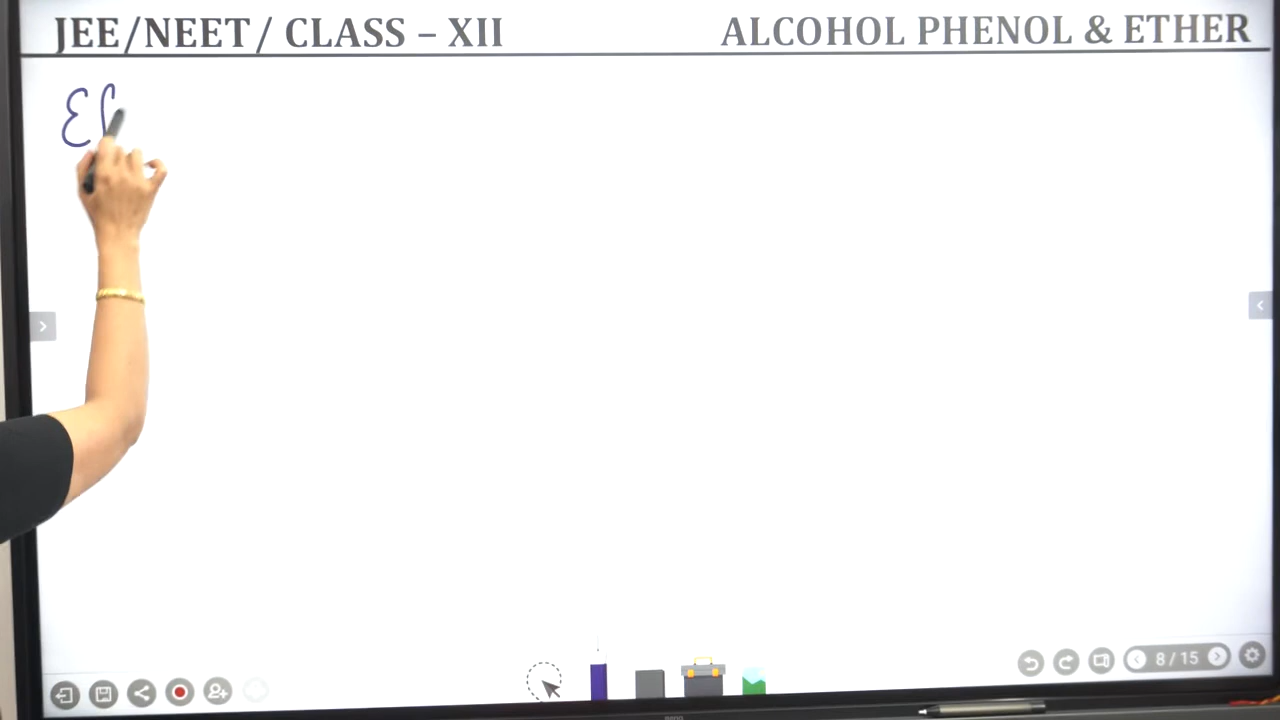 JEE/NEET/ CLASS – XII
ALCOHOL PHENOL & ETHER
8/15